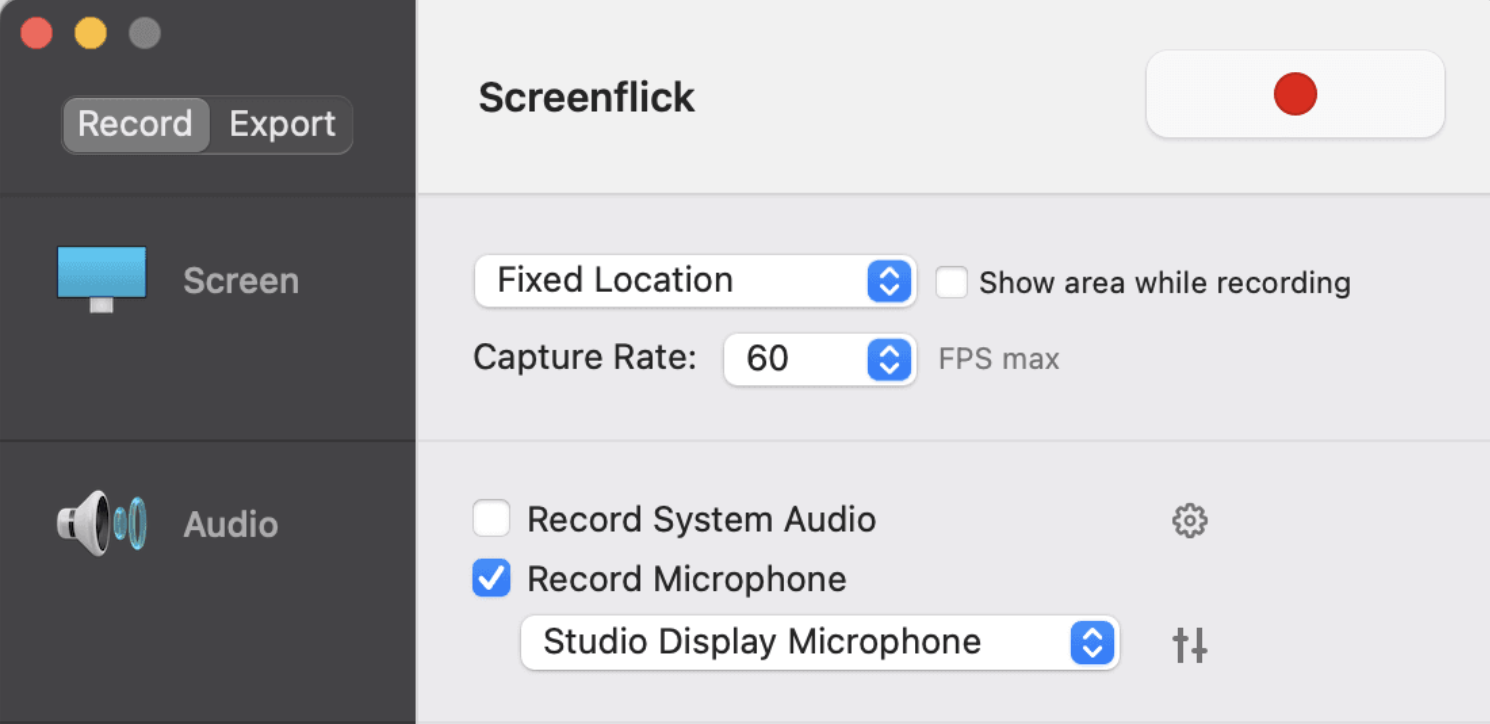 Record Export
Screenflick
Screen
Fixed Location Show area while recording
Capture Rate: 60 FPS max
Audio
Record System Audio
Record Microphone
Studio Display Microphone